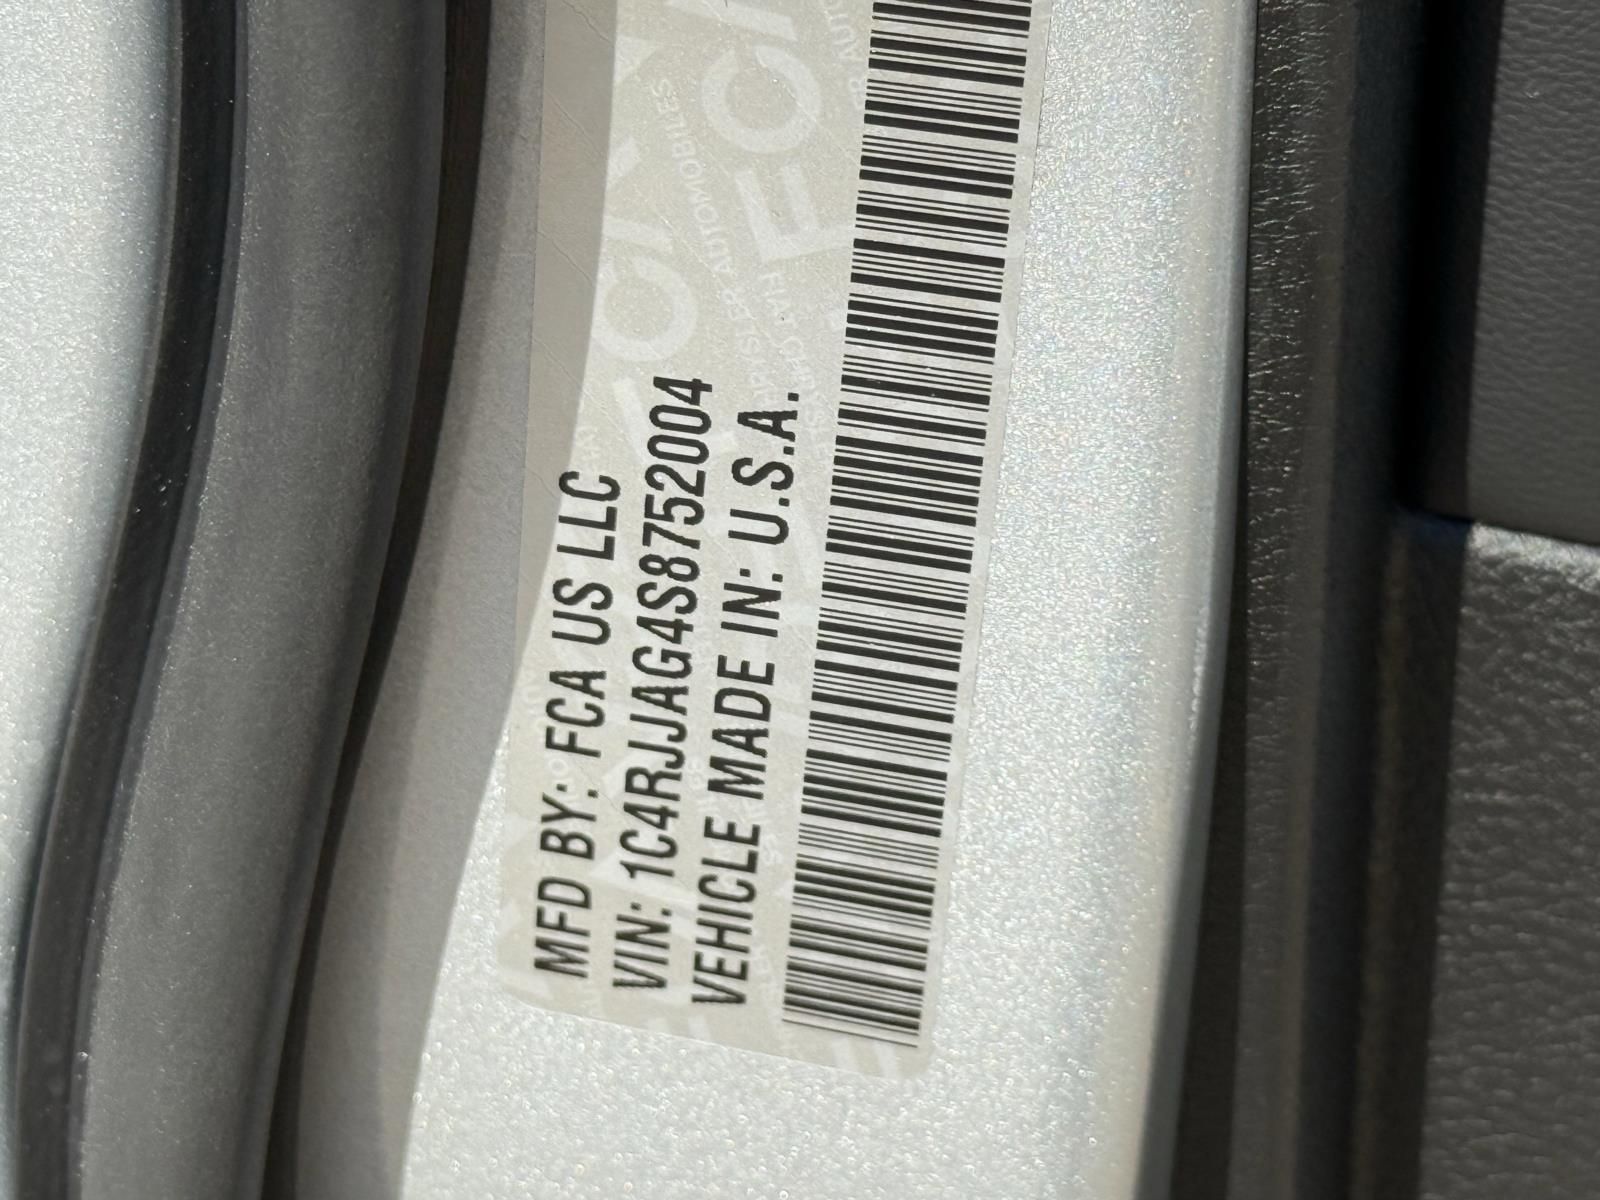 MFD BY: FCA US LLC
VIN: 1C4RJJAG4S8752004
VEHICLE MADE IN: U.S.A.